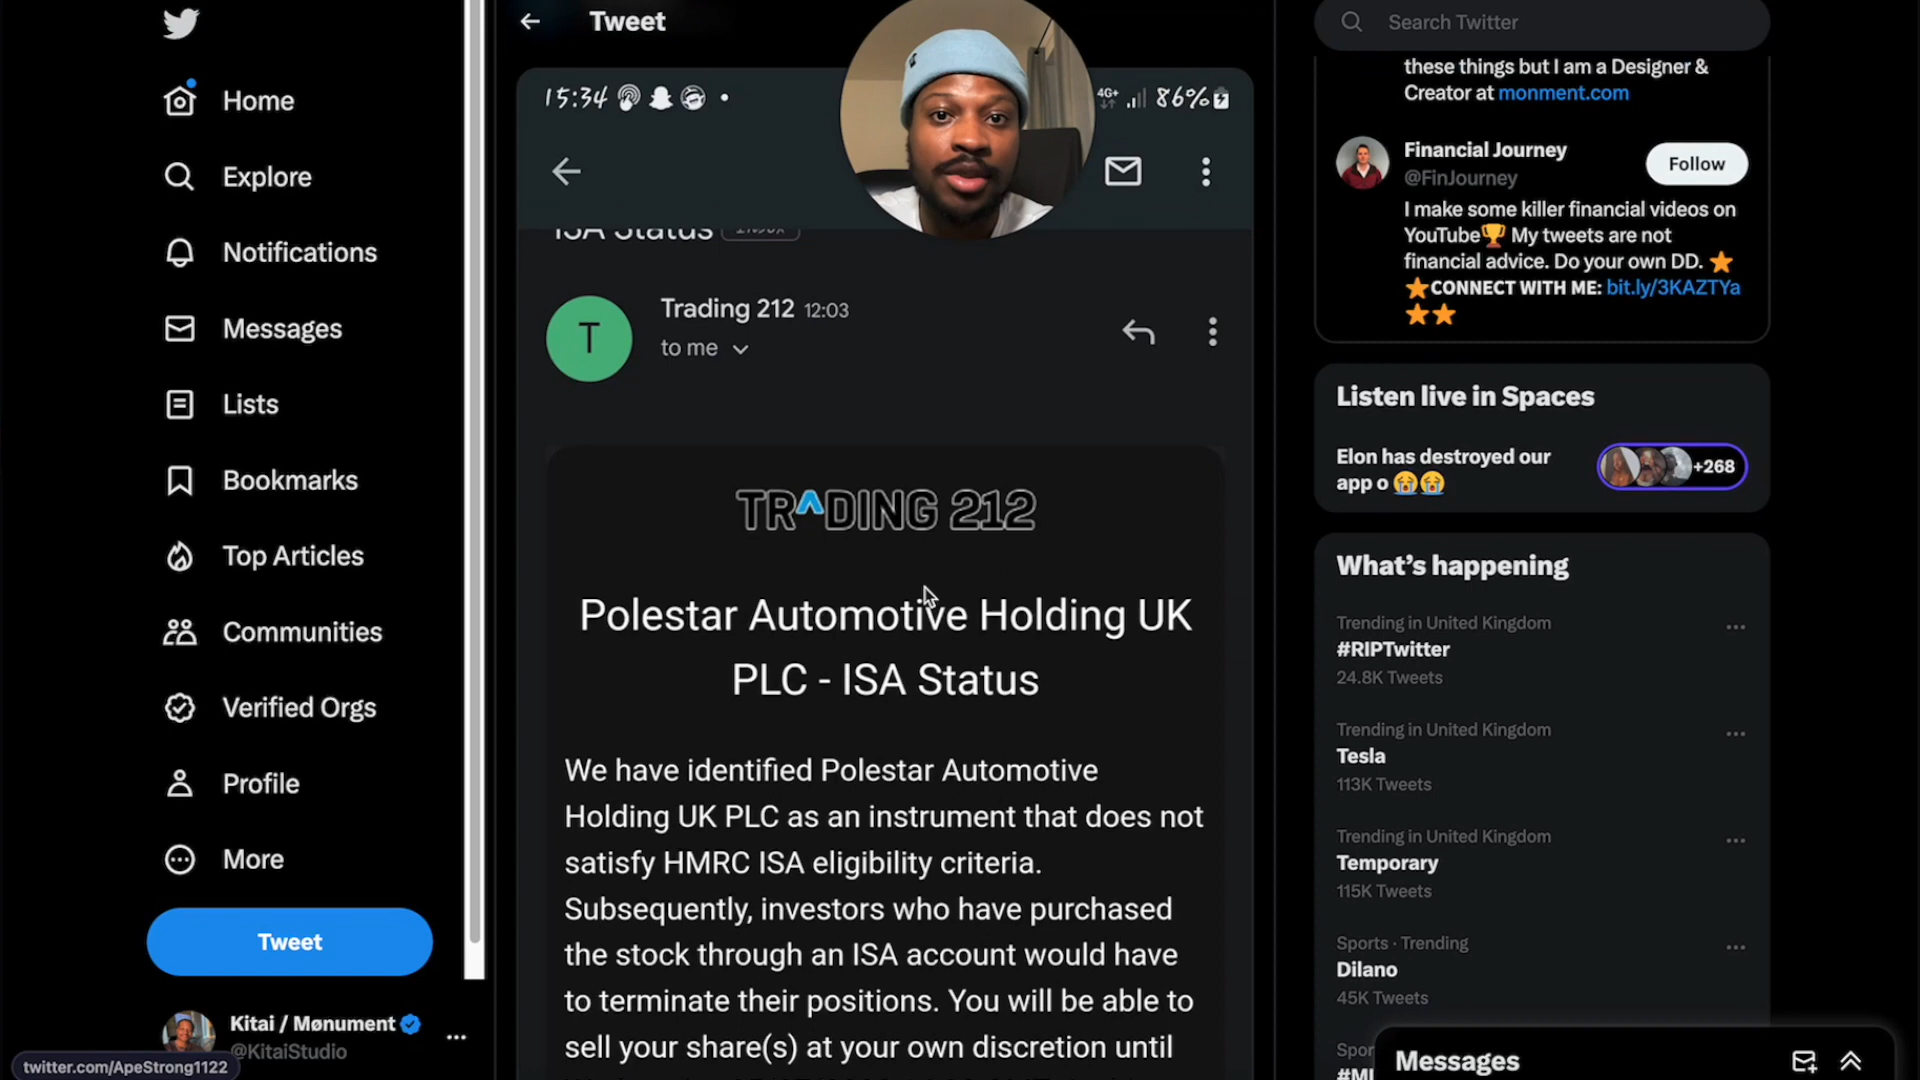 Home
Explore
Notifications
Messages
Lists
Bookmarks
Top Articles
Communities
Verified Orgs
Profile
More
Tweet
Kitai / Mønument
@KitaiStudio
twitter.com/ApeStrong1122
Tweet
15:34
4G+
86%
ISA Status
Trading 212 12:03
to me
T
TRADING 212
Polestar Automotive Holding UK
PLC - ISA Status
We have identified Polestar Automotive
Holding UK PLC as an instrument that does not
satisfy HMRC ISA eligibility criteria.
Subsequently, investors who have purchased
the stock through an ISA account would have
to terminate their positions. You will be able to
sell your share(s) at your own discretion until
Search Twitter
these things but I am a Designer &
Creator at monment.com
Financial Journey
@FinJourney
Follow
I make some killer financial videos on
YouTube🏆 My tweets are not
financial advice. Do your own DD. ⭐
⭐CONNECT WITH ME: bit.ly/3KAZTYa
⭐⭐
Listen live in Spaces
Elon has destroyed our
app o 😭😭
+268
What's happening
Trending in United Kingdom
#RIPTwitter
24.8K Tweets
Trending in United Kingdom
Tesla
113K Tweets
Trending in United Kingdom
Temporary
115K Tweets
Sports · Trending
Dilano
45K Tweets
Messages